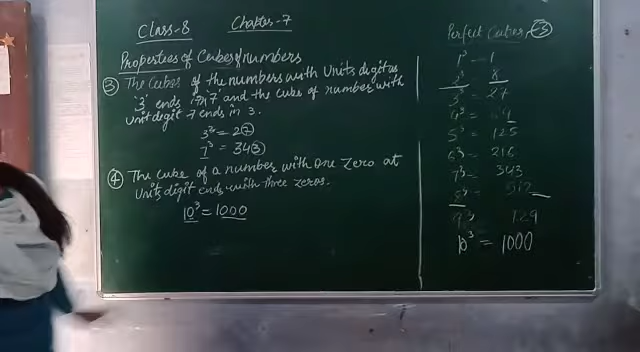 Class-8 Chapter-7
Properties of Cubes of numbers
③ The Cubes of the numbers with Units digit as
'3' ends in '7' and the cube of number with
Unit digit 7 ends in 3.
3³ = 27
7³ = 343
④ The cube of a number with one zero at
Units digit ends with three zeros.
10³ = 1000
Perfect Cubes
1³ - 1
2³ 8
3³ = 27
4³ = 64
5³ = 125
6³ = 216
7³ = 343
8³ = 512
9³ 729
10³ = 1000